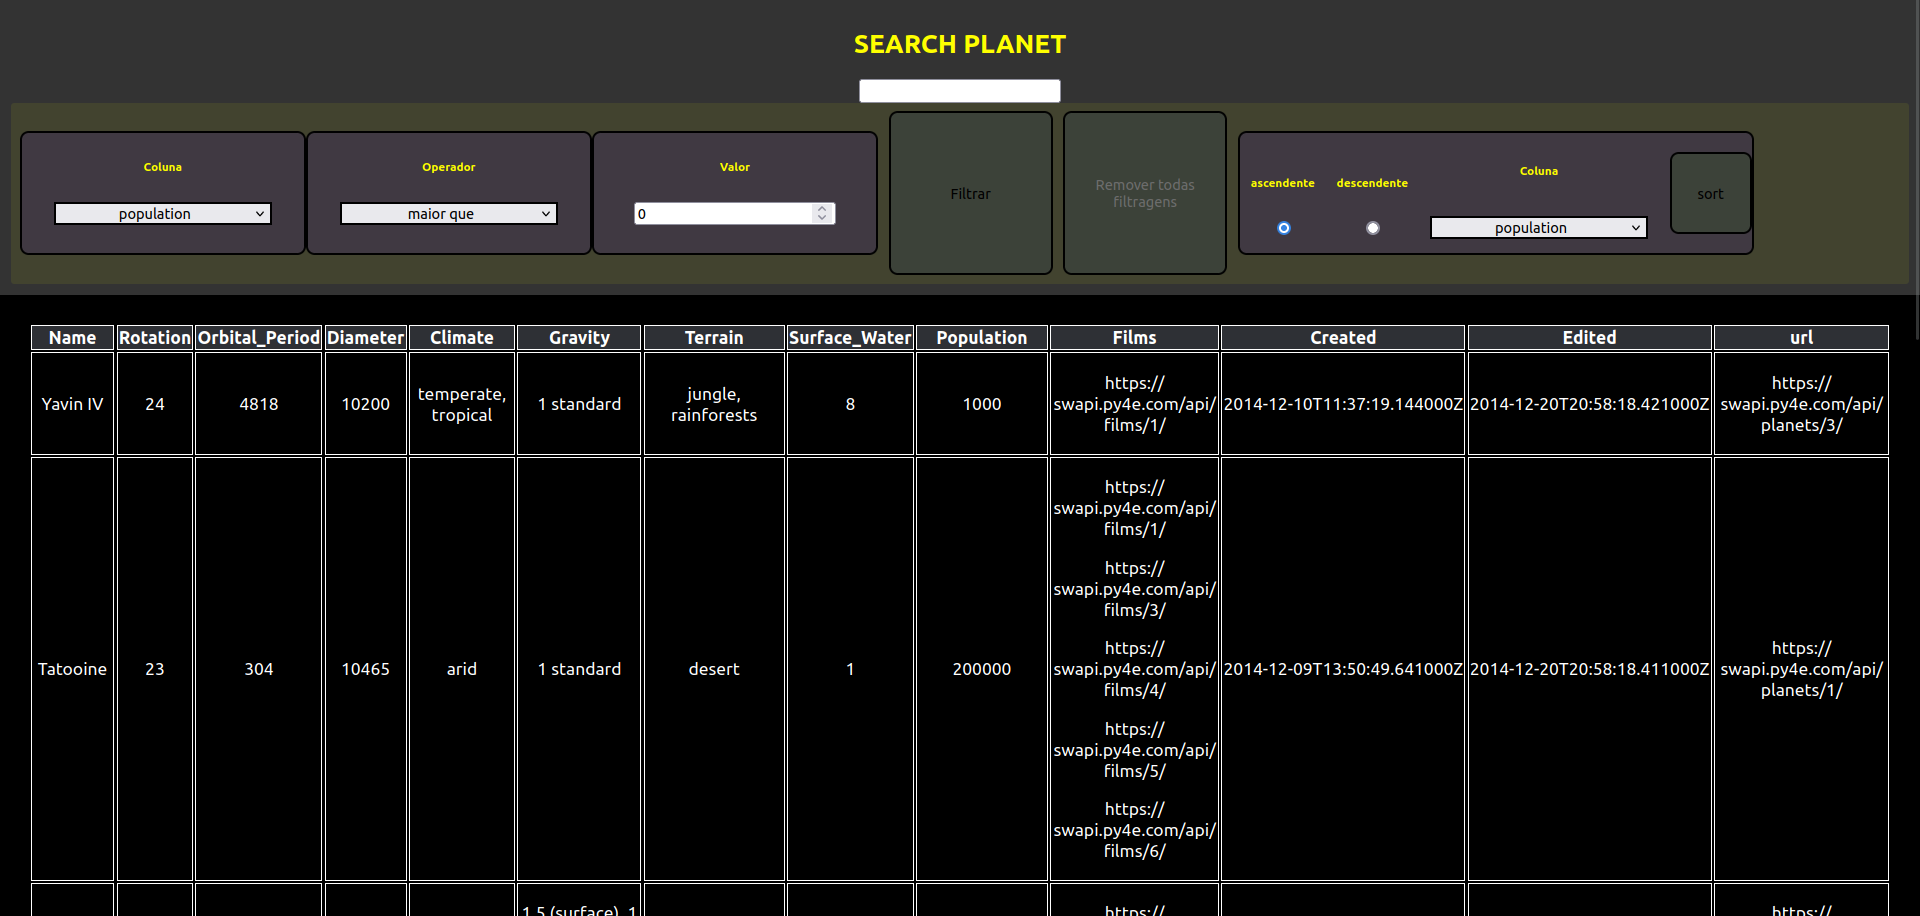 SEARCH PLANET
Coluna
population
Operador
maior que
Valor
0
Filtrar
Remover todas
filtragens
ascendente
descendente
Coluna
population
sort
Name Rotation Orbital_Period Diameter Climate Gravity Terrain Surface_Water Population Films Created Edited url
Yavin IV
24
4818
10200
temperate,
tropical
1 standard
jungle,
rainforests
8
1000
https://
swapi.py4e.com/api/
films/1/
2014-12-10T11:37:19.144000Z
2014-12-20T20:58:18.421000Z
https://
swapi.py4e.com/api/
planets/3/
Tatooine
23
304
10465
arid
1 standard
desert
1
200000
https://
swapi.py4e.com/api/
films/1/
https://
swapi.py4e.com/api/
films/3/
https://
swapi.py4e.com/api/
films/4/
https://
swapi.py4e.com/api/
films/5/
https://
swapi.py4e.com/api/
films/6/
2014-12-09T13:50:49.641000Z
2014-12-20T20:58:18.411000Z
https://
swapi.py4e.com/api/
planets/1/
1.5 (surface), 1
https://
https://